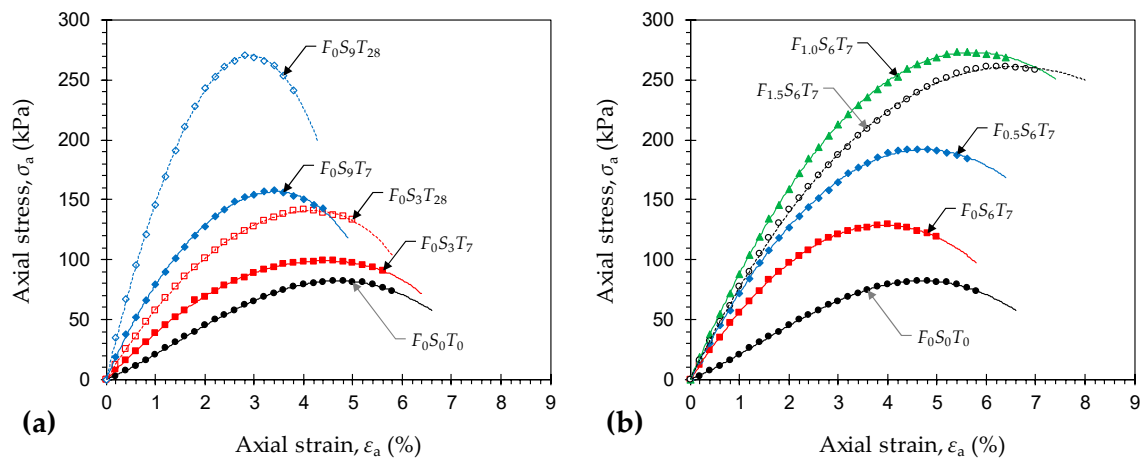 300
250
200
150
100
50
0
Axial stress, σa (kPa)
F0S9T28
F0S9T7
F0S3T28
F0S3T7
F0S0T0
0 1 2 3 4 5 6 7 8 9
Axial strain, εa (%)
(a)
300
250
200
150
100
50
0
Axial stress, σa (kPa)
F1.0S6T7
F1.5S6T7
F0.5S6T7
F0S6T7
F0S0T0
0 1 2 3 4 5 6 7 8 9
Axial strain, εa (%)
(b)